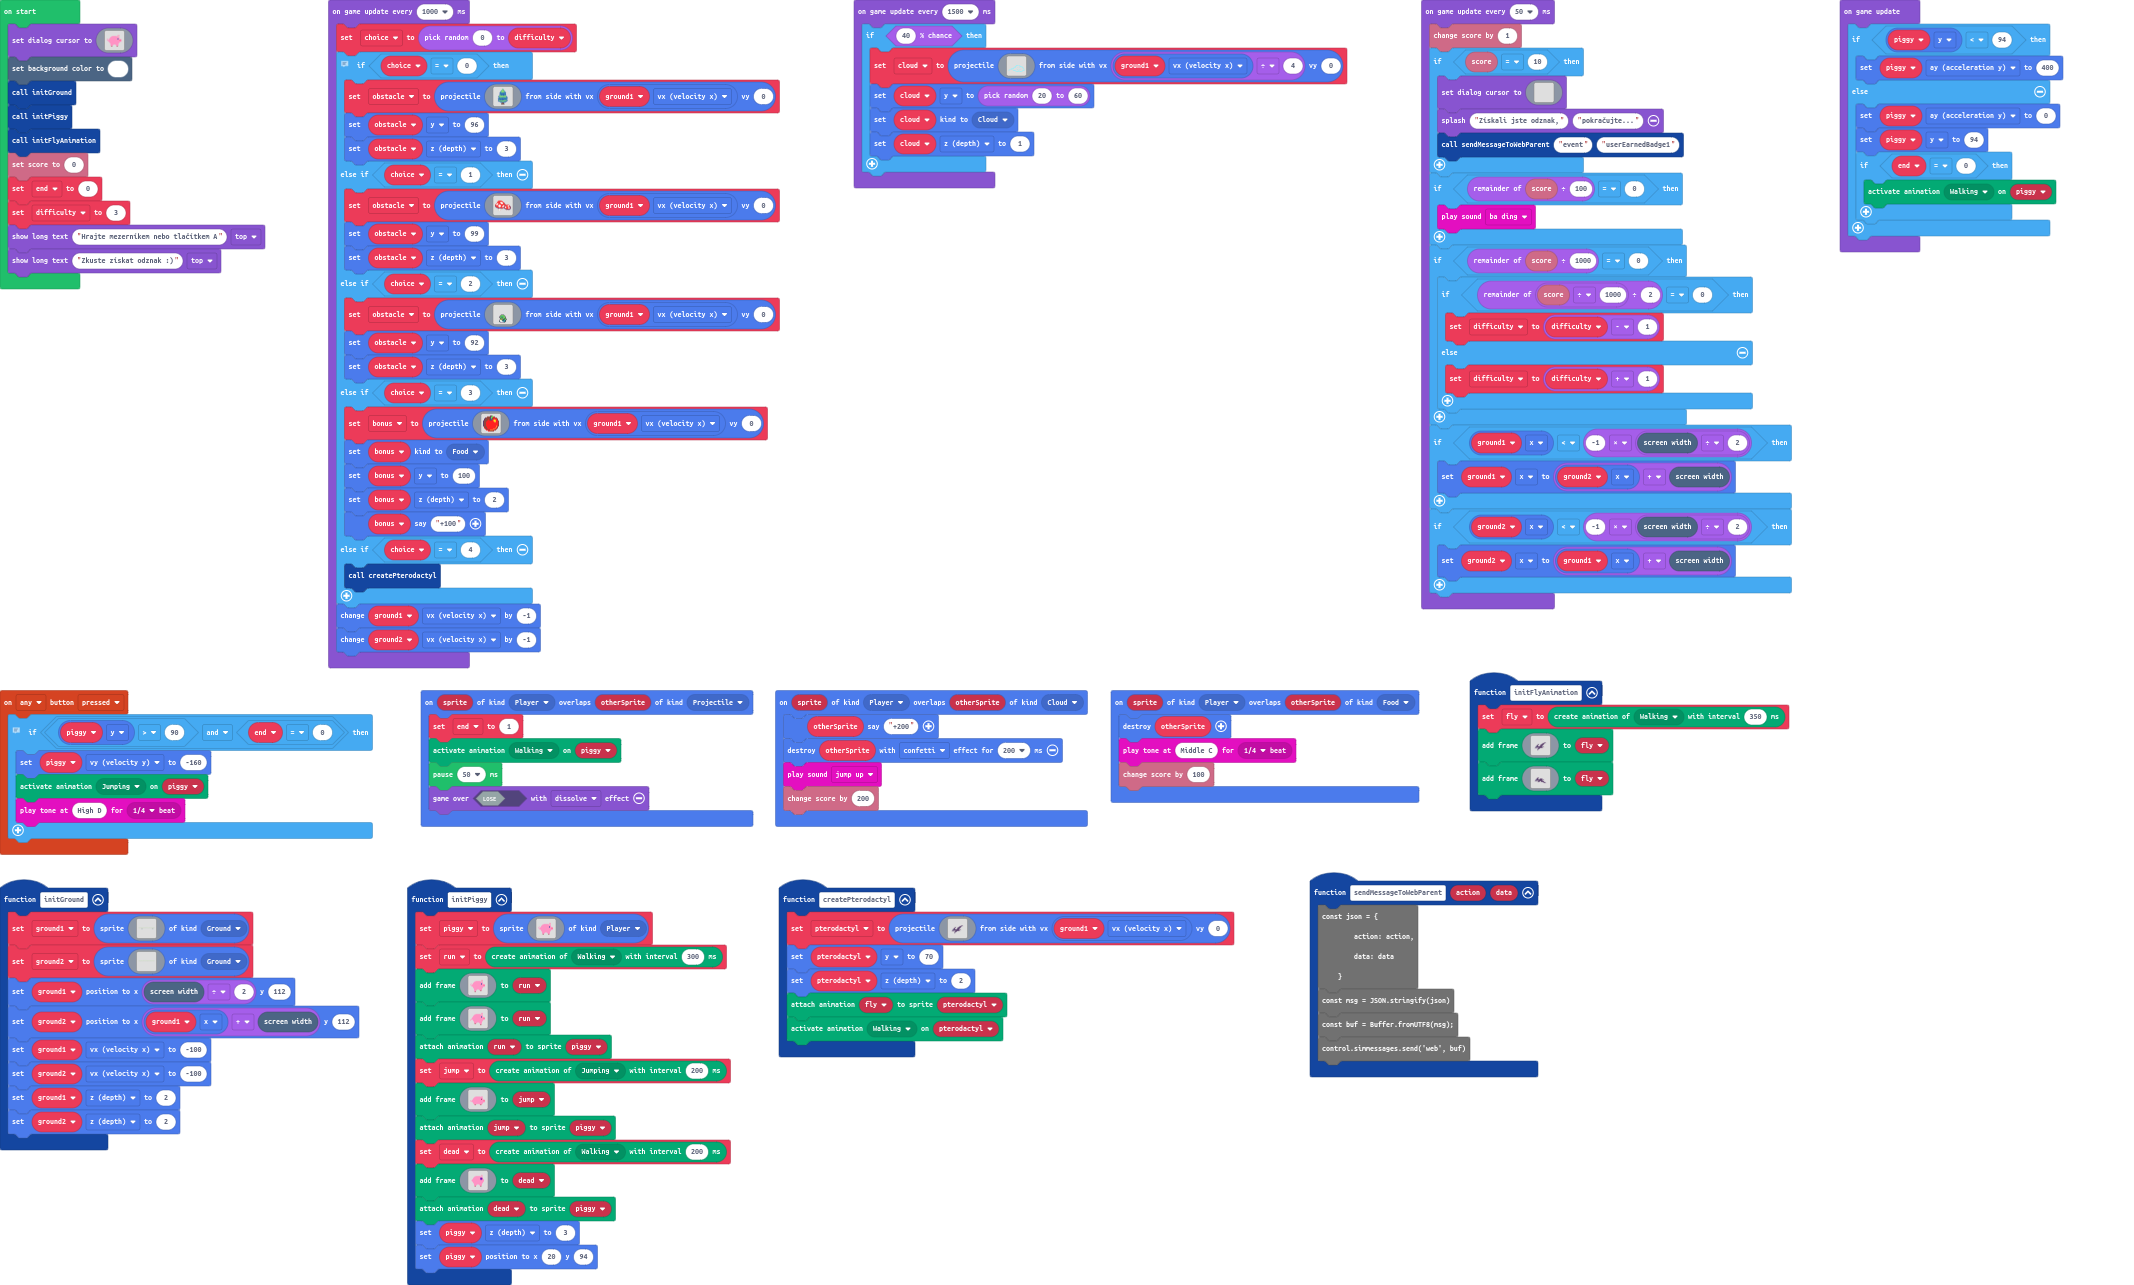 on start
set dialog cursor to
set background color to
call initGround
call initPiggy
call initFlyAnimation
set score to 0
set end to 0
set difficulty to 3
show long text "Hrajte mezerníkem nebo tlačítkem A" top
show long text "Zkuste získat odznak :)" top
on game update every 1000 ms
set choice to pick random 0 to difficulty
if choice = 0 then
set obstacle to projectile from side with vx ground1 vx (velocity x) vy 0
set obstacle y to 96
set obstacle z (depth) to 3
else if choice = 1 then
set obstacle to projectile from side with vx ground1 vx (velocity x) vy 0
set obstacle y to 99
set obstacle z (depth) to 3
else if choice = 2 then
set obstacle to projectile from side with vx ground1 vx (velocity x) vy 0
set obstacle y to 92
set obstacle z (depth) to 3
else if choice = 3 then
set bonus to projectile from side with vx ground1 vx (velocity x) vy 0
set bonus kind to Food
set bonus y to 100
set bonus z (depth) to 2
bonus say "+100"
else if choice = 4 then
call createPterodactyl
change ground1 vx (velocity x) by -1
change ground2 vx (velocity x) by -1
on game update every 1500 ms
if 40 % chance then
set cloud to projectile from side with vx ground1 vx (velocity x) ÷ 4 vy 0
set cloud y to pick random 20 to 60
set cloud kind to Cloud
set cloud z (depth) to 1
on game update every 50 ms
change score by 1
if score = 10 then
set dialog cursor to
splash "Získali jste odznak," "pokračujte..."
call sendMessageToWebParent "event" "userEarnedBadge1"
if remainder of score ÷ 100 = 0 then
play sound ba ding
if remainder of score ÷ 1000 = 0 then
if remainder of score ÷ 1000 ÷ 2 = 0 then
set difficulty to difficulty - 1
else
set difficulty to difficulty + 1
if ground1 x < -1 × screen width ÷ 2 then
set ground1 x to ground2 x + screen width
if ground2 x < -1 × screen width ÷ 2 then
set ground2 x to ground1 x + screen width
on game update
if piggy y < 94 then
set piggy ay (acceleration y) to 400
else
set piggy ay (acceleration y) to 0
set piggy y to 94
if end = 0 then
activate animation Walking on piggy
on any button pressed
if piggy y > 90 and end = 0 then
set piggy vy (velocity y) to -160
activate animation Jumping on piggy
play tone at High D for 1/4 beat
on sprite of kind Player overlaps otherSprite of kind Projectile
set end to 1
activate animation Walking on piggy
pause 50 ms
game over LOSE with dissolve effect
on sprite of kind Player overlaps otherSprite of kind Cloud
otherSprite say "+200"
destroy otherSprite with confetti effect for 200 ms
play sound jump up
change score by 200
on sprite of kind Player overlaps otherSprite of kind Food
destroy otherSprite
play tone at Middle C for 1/4 beat
change score by 100
function initFlyAnimation
set fly to create animation of Walking with interval 350 ms
add frame to fly
add frame to fly
function initGround
set ground1 to sprite of kind Ground
set ground2 to sprite of kind Ground
set ground1 position to x screen width ÷ 2 y 112
set ground2 position to x ground1 x + screen width y 112
set ground1 vx (velocity x) to -100
set ground2 vx (velocity x) to -100
set ground1 z (depth) to 2
set ground2 z (depth) to 2
function initPiggy
set piggy to sprite of kind Player
set run to create animation of Walking with interval 300 ms
add frame to run
add frame to run
attach animation run to sprite piggy
set jump to create animation of Jumping with interval 200 ms
add frame to jump
attach animation jump to sprite piggy
set dead to create animation of Walking with interval 200 ms
add frame to dead
attach animation dead to sprite piggy
set piggy z (depth) to 3
set piggy position to x 20 y 94
function createPterodactyl
set pterodactyl to projectile from side with vx ground1 vx (velocity x) vy 0
set pterodactyl y to 70
set pterodactyl z (depth) to 2
attach animation fly to sprite pterodactyl
activate animation Walking on pterodactyl
function sendMessageToWebParent action data
const json = {
action: action,
data: data
}
const msg = JSON.stringify(json)
const buf = Buffer.fromUTF8(msg);
control.simmessages.send('web', buf)